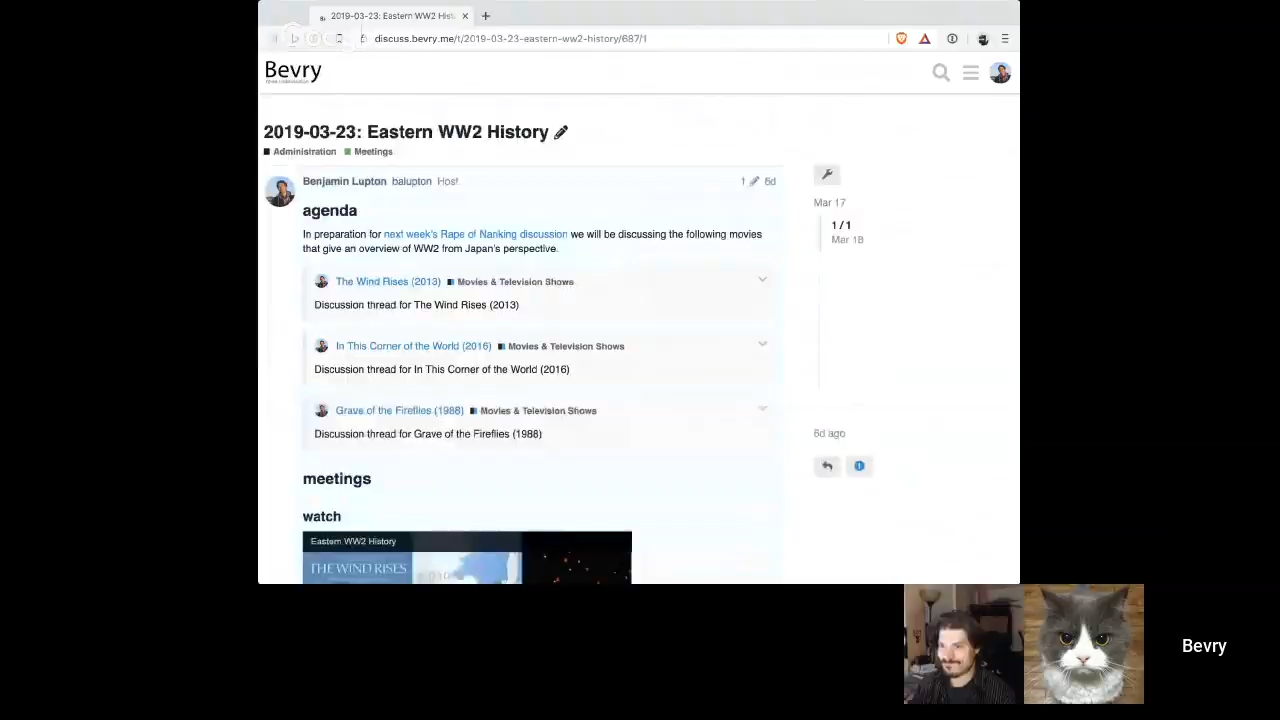 2019-03-23: Eastern WW2 Hist
discuss.bevry.me/t/2019-03-23-eastern-ww2-history/687/1
Bevry
2019-03-23: Eastern WW2 History
Administration Meetings
Benjamin Lupton balupton Host 1 6d
agenda
In preparation for next week's Rape of Nanking discussion we will be discussing the following movies
that give an overview of WW2 from Japan's perspective.
The Wind Rises (2013) Movies & Television Shows
Discussion thread for The Wind Rises (2013)
In This Corner of the World (2016) Movies & Television Shows
Discussion thread for In This Corner of the World (2016)
Grave of the Fireflies (1988) Movies & Television Shows
Discussion thread for Grave of the Fireflies (1988)
meetings
watch
Eastern WW2 History
THE WIND RISES
Mar 17
1 / 1
Mar 18
6d ago
Bevry